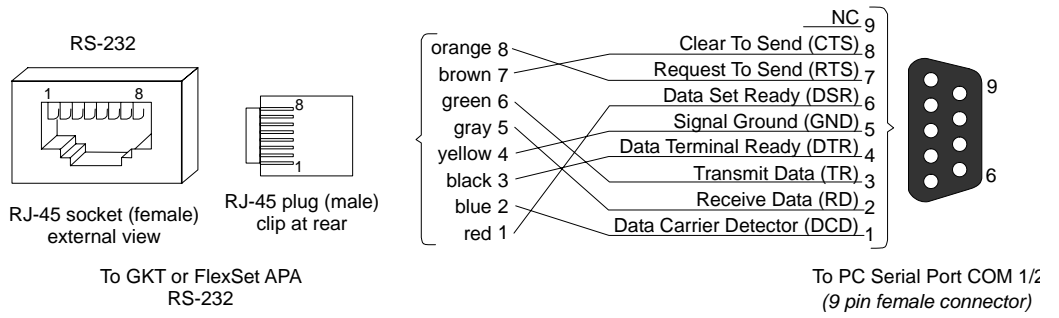 RS-232
1 8
RJ-45 socket (female)
external view
8
1
RJ-45 plug (male)
clip at rear
To GKT or FlexSet APA
RS-232
orange 8
brown 7
green 6
gray 5
yellow 4
black 3
blue 2
red 1
NC 9
Clear To Send (CTS) 8
Request To Send (RTS) 7
Data Set Ready (DSR) 6
Signal Ground (GND) 5
Data Terminal Ready (DTR) 4
Transmit Data (TR) 3
Receive Data (RD) 2
Data Carrier Detector (DCD) 1
9
6
To PC Serial Port COM 1/2
(9 pin female connector)